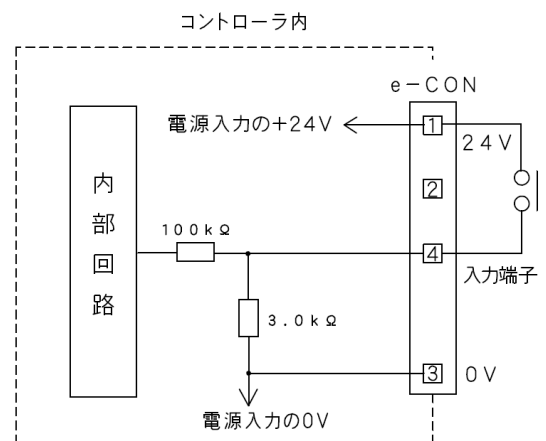 コントローラ内
e－CON
電源入力の＋24V
1
24V
2
内部回路
100kΩ
4
入力端子
3.0kΩ
3
0V
電源入力の0V